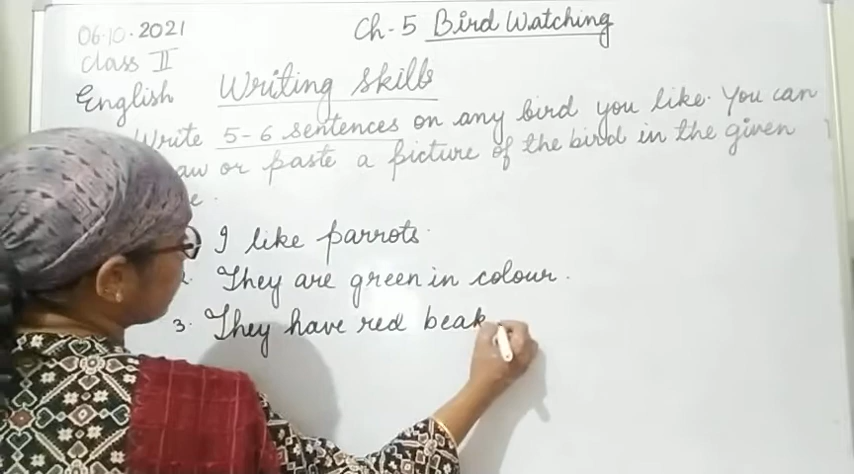 06.10.2021
Ch-5 Bird Watching
Class II
English
Writing skills
Write 5-6 sentences on any bird you like. You can
or paste a picture of the bird in the given
I like parrots.
2. They are green in colour.
3. They have red beak